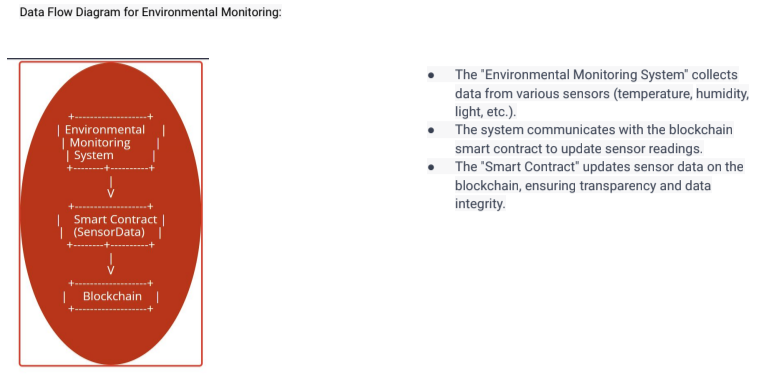 Data Flow Diagram for Environmental Monitoring:
+-------------------+
| Environmental |
| Monitoring |
| System |
+--------+----------+
|
V
+-------------------+
| Smart Contract |
| (SensorData) |
+--------+----------+
|
V
+-------------------+
| Blockchain |
+-------------------+
● The "Environmental Monitoring System" collects
data from various sensors (temperature, humidity,
light, etc.).
● The system communicates with the blockchain
smart contract to update sensor readings.
● The "Smart Contract" updates sensor data on the
blockchain, ensuring transparency and data
integrity.